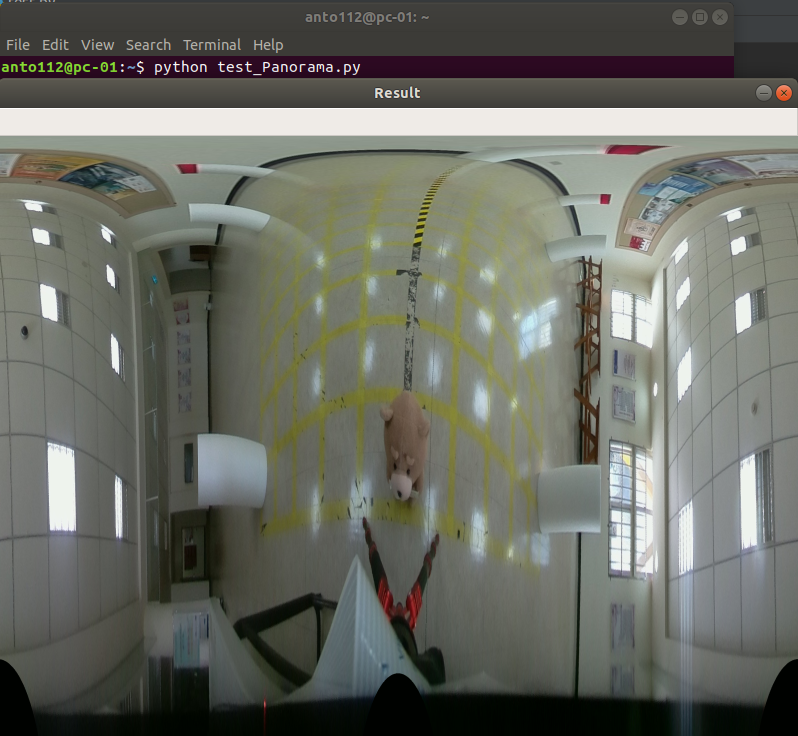 anto112@pc-01: ~
File Edit View Search Terminal Help
anto112@pc-01:~$ python test_Panorama.py
Result